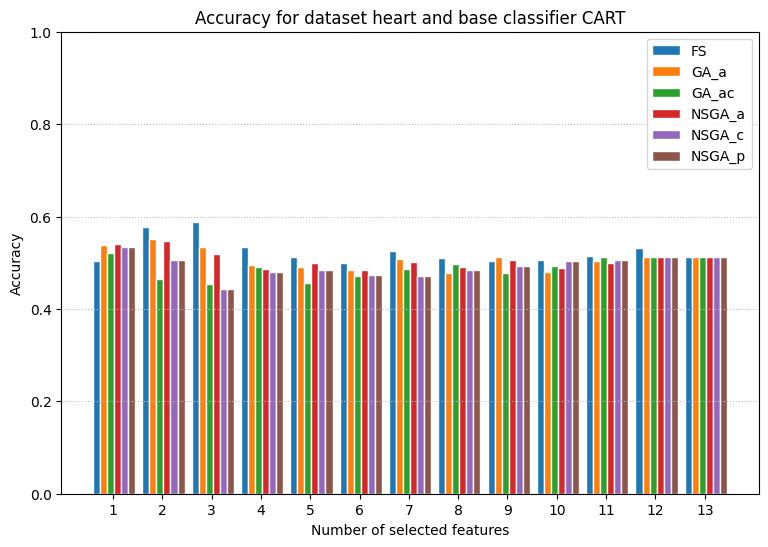 Accuracy for dataset heart and base classifier CART
1.0
0.8
0.6
0.4
0.2
0.0
Accuracy
FS
GA_a
GA_ac
NSGA_a
NSGA_c
NSGA_p
1 2 3 4 5 6 7 8 9 10 11 12 13
Number of selected features